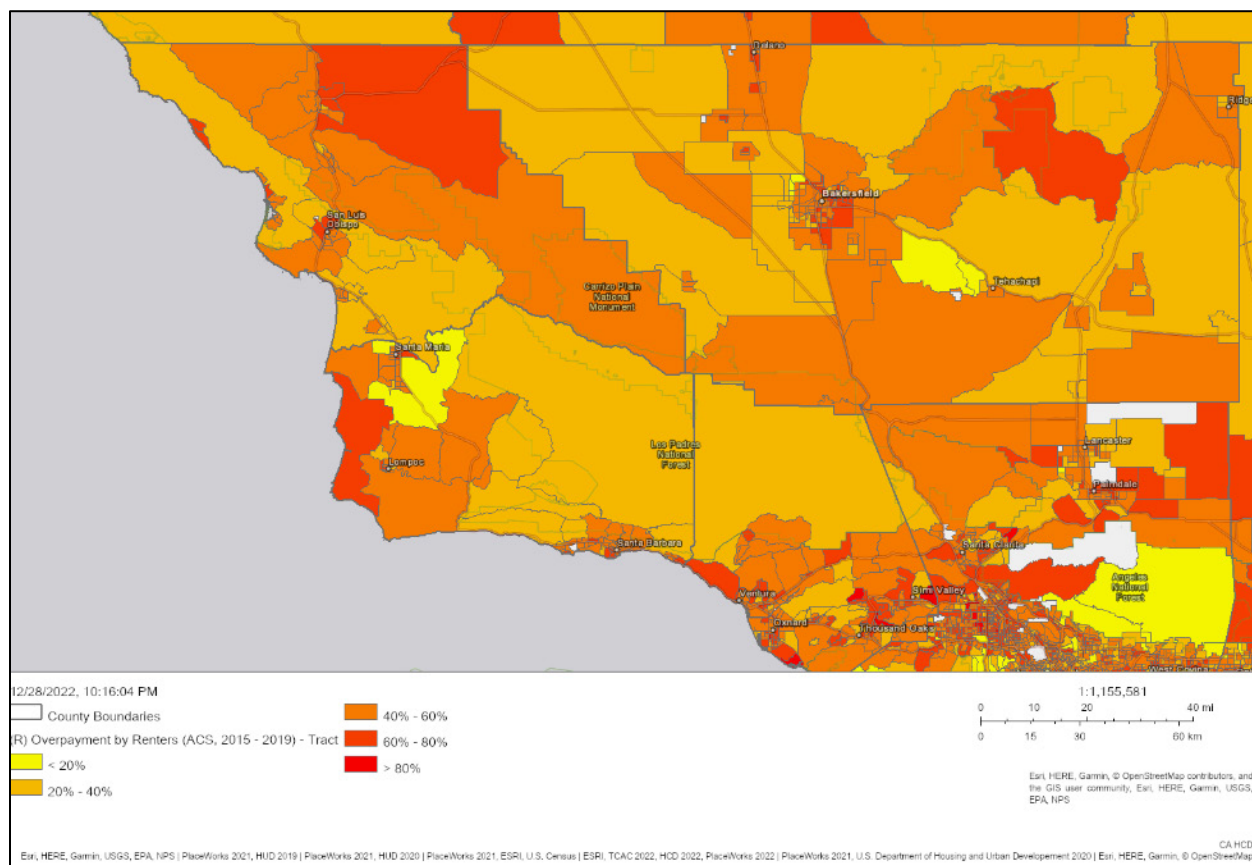 Delano
Ridge
Bakersfield
San Luis
Obispo
Tehachapi
Carrizo Plain
National
Monument
Santa Maria
Los Padres
National
Forest
Lompoc
Lancaster
Palmdale
Santa Barbara
Santa Clarita
Angeles
National
Forest
Ventura
Simi Valley
Oxnard
Thousand Oaks
West Covina
12/28/2022, 10:16:04 PM
County Boundaries
(R) Overpayment by Renters (ACS, 2015 - 2019) - Tract
< 20%
20% - 40%
40% - 60%
60% - 80%
> 80%
1:1,155,581
0 10 20 40 mi
0 15 30 60 km
Esri, HERE, Garmin, © OpenStreetMap contributors, and
the GIS user community, Esri, HERE, Garmin, USGS,
EPA, NPS
CA HCD
Esri, HERE, Garmin, USGS, EPA, NPS | PlaceWorks 2021, HUD 2019 | PlaceWorks 2021, HUD 2020 | PlaceWorks 2021, ESRI, U.S. Census | ESRI, TCAC 2022, HCD 2022, PlaceWorks 2022 | PlaceWorks 2021, U.S. Department of Housing and Urban Developement 2020 | Esri, HERE, Garmin, © OpenStreetMap